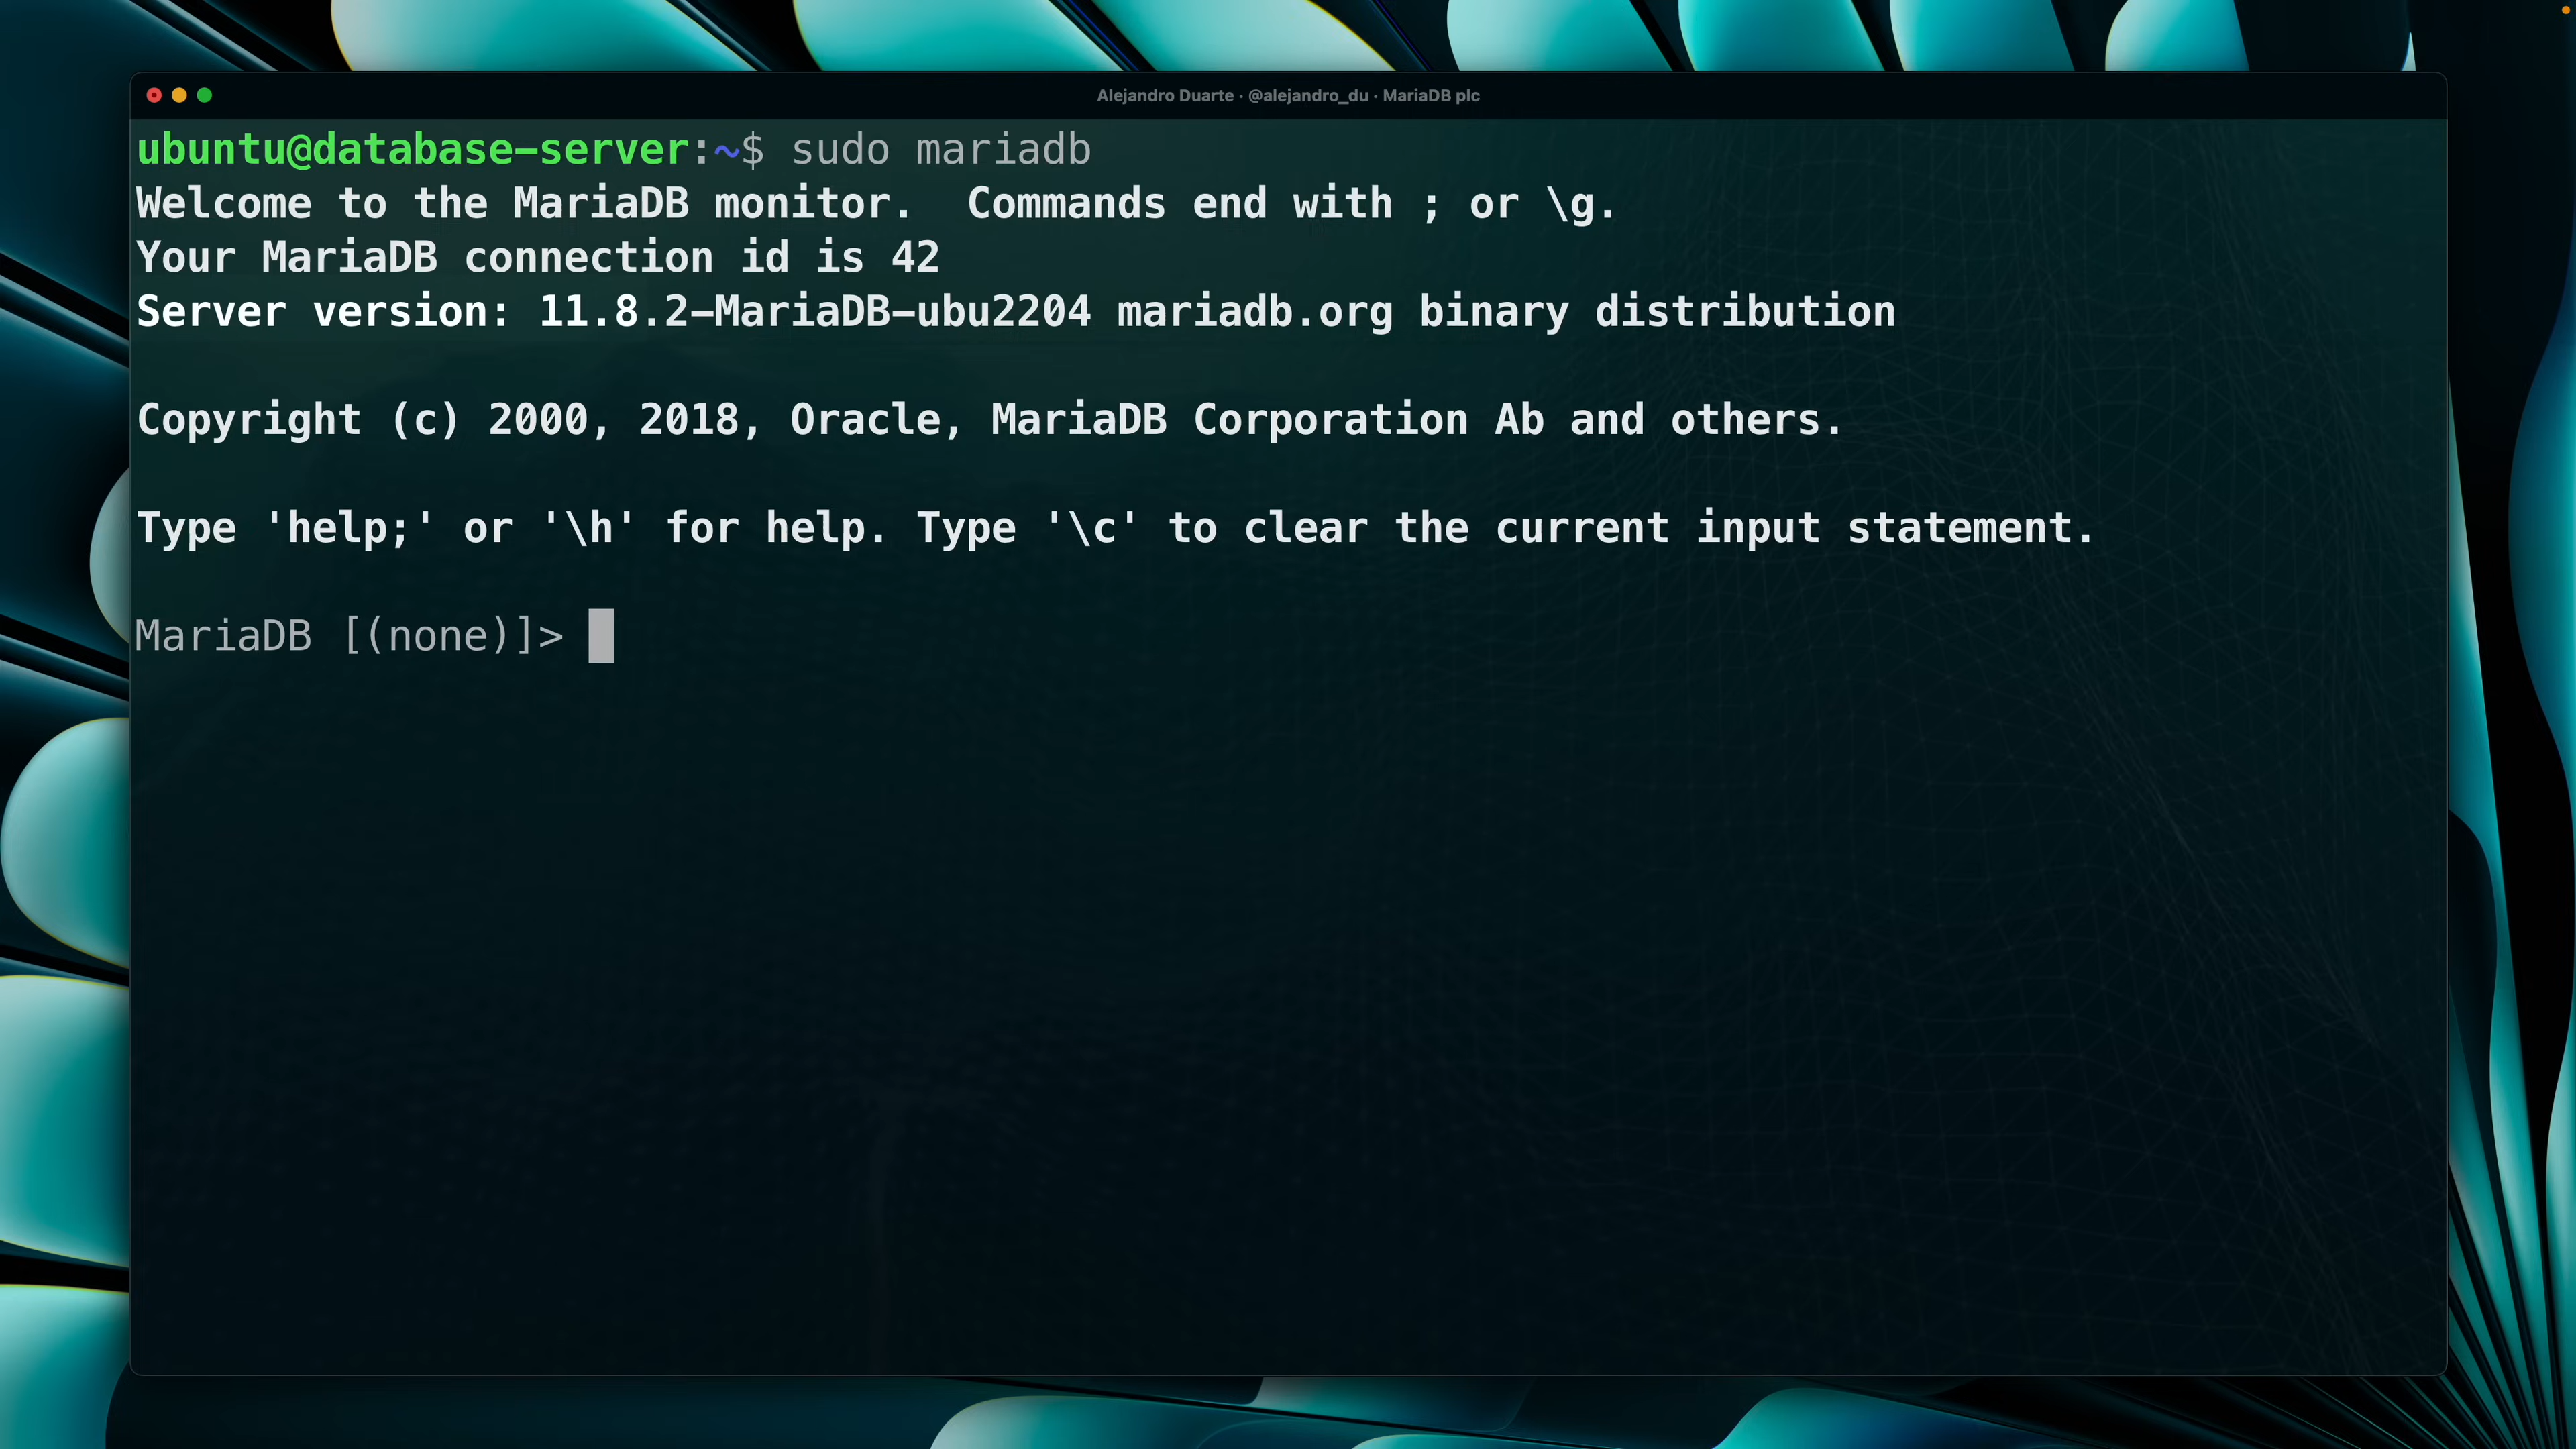 Alejandro Duarte · @alejandro_du · MariaDB plc
ubuntu@database-server:~$ sudo mariadb
Welcome to the MariaDB monitor.  Commands end with ; or \g.
Your MariaDB connection id is 42
Server version: 11.8.2-MariaDB-ubu2204 mariadb.org binary distribution
Copyright (c) 2000, 2018, Oracle, MariaDB Corporation Ab and others.
Type 'help;' or '\h' for help. Type '\c' to clear the current input statement.
MariaDB [(none)]>